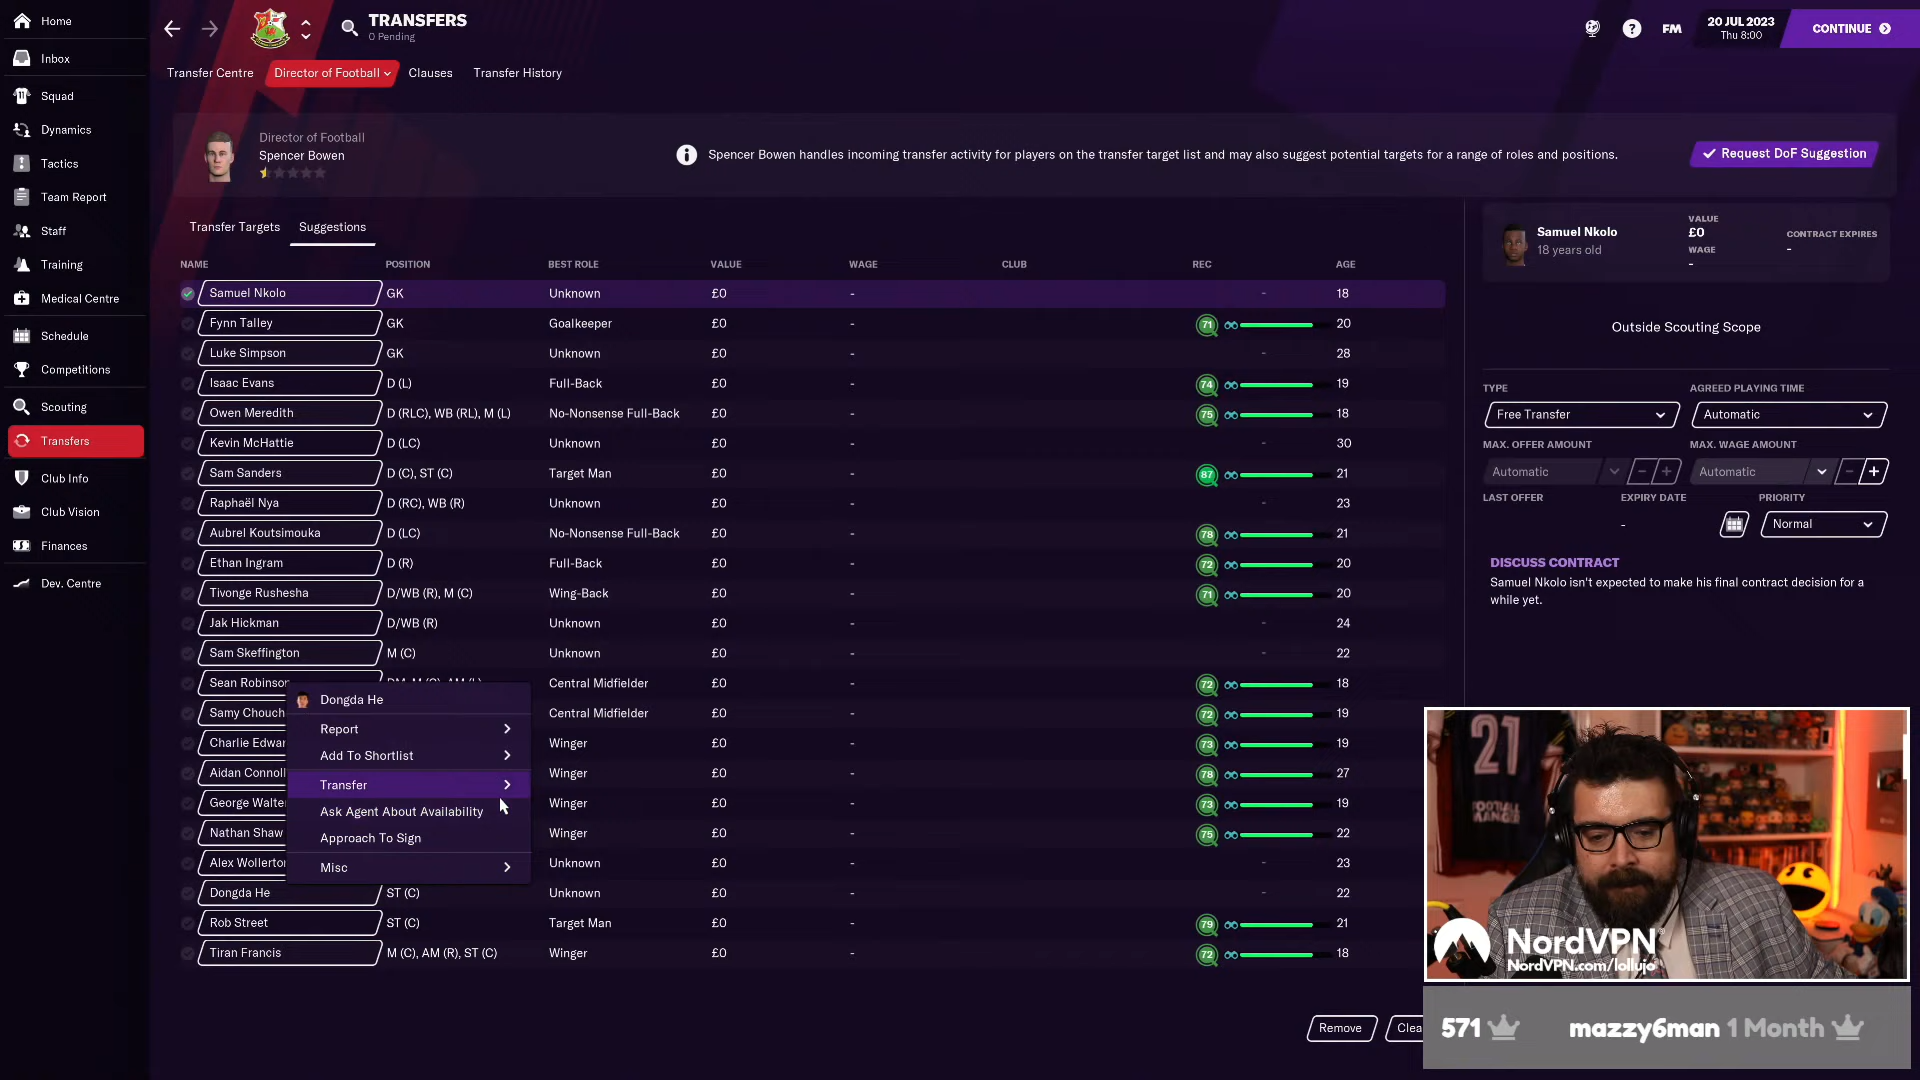 Home
Inbox
Squad
Dynamics
Tactics
Team Report
Staff
Training
Medical Centre
Schedule
Competitions
Scouting
Transfers
Club Info
Club Vision
Finances
Dev. Centre
TRANSFERS
0 Pending
FM
20 JUL 2023
Thu 8:00
CONTINUE
Transfer Centre
Director of Football
Clauses
Transfer History
Director of Football
Spencer Bowen
Spencer Bowen handles incoming transfer activity for players on the transfer target list and may also suggest potential targets for a range of roles and positions.
Request DoF Suggestion
Transfer Targets
Suggestions
NAME POSITION BEST ROLE VALUE WAGE CLUB REC AGE
Samuel Nkolo GK Unknown £0 - - 18
Fynn Talley GK Goalkeeper £0 - 71 20
Luke Simpson GK Unknown £0 - - 28
Isaac Evans D (L) Full-Back £0 - 74 19
Owen Meredith D (RLC), WB (RL), M (L) No-Nonsense Full-Back £0 - 75 18
Kevin McHattie D (LC) Unknown £0 - - 30
Sam Sanders D (C), ST (C) Target Man £0 - 87 21
Raphaël Nya D (RC), WB (R) Unknown £0 - - 23
Aubrel Koutsimouka D (LC) No-Nonsense Full-Back £0 - 78 21
Ethan Ingram D (R) Full-Back £0 - 72 20
Tivonge Rushesha D/WB (R), M (C) Wing-Back £0 - 71 20
Jak Hickman D/WB (R) Unknown £0 - - 24
Sam Skeffington M (C) Unknown £0 - - 22
Sean Robinson Central Midfielder £0 - 72 18
Samy Chouch Central Midfielder £0 - 72 19
Charlie Edwar Winger £0 - 73 19
Aidan Connol Winger £0 - 78 27
George Walte Winger £0 - 73 19
Nathan Shaw Winger £0 - 75 22
Alex Wollerto Unknown £0 - - 23
Dongda He ST (C) Unknown £0 - - 22
Rob Street ST (C) Target Man £0 - 79 21
Tiran Francis M (C), AM (R), ST (C) Winger £0 - 72 18
Dongda He
Report
Add To Shortlist
Transfer
Ask Agent About Availability
Approach To Sign
Misc
Remove
Clea
Samuel Nkolo
18 years old
VALUE
£0
WAGE
-
CONTRACT EXPIRES
-
Outside Scouting Scope
TYPE
Free Transfer
AGREED PLAYING TIME
Automatic
MAX. OFFER AMOUNT
Automatic
MAX. WAGE AMOUNT
Automatic
LAST OFFER
EXPIRY DATE
-
PRIORITY
Normal
DISCUSS CONTRACT
Samuel Nkolo isn't expected to make his final contract decision for a
while yet.
21
FOOTBALL
MANAGER
NordVPN
NordVPN.com/lollujo
571
mazzy6man 1 Month